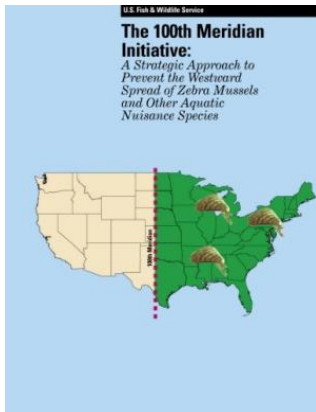 U.S. Fish & Wildlife Service
The 100th Meridian
Initiative:
A Strategic Approach to
Prevent the Westward
Spread of Zebra Mussels
and Other Aquatic
Nuisance Species
100th Meridian